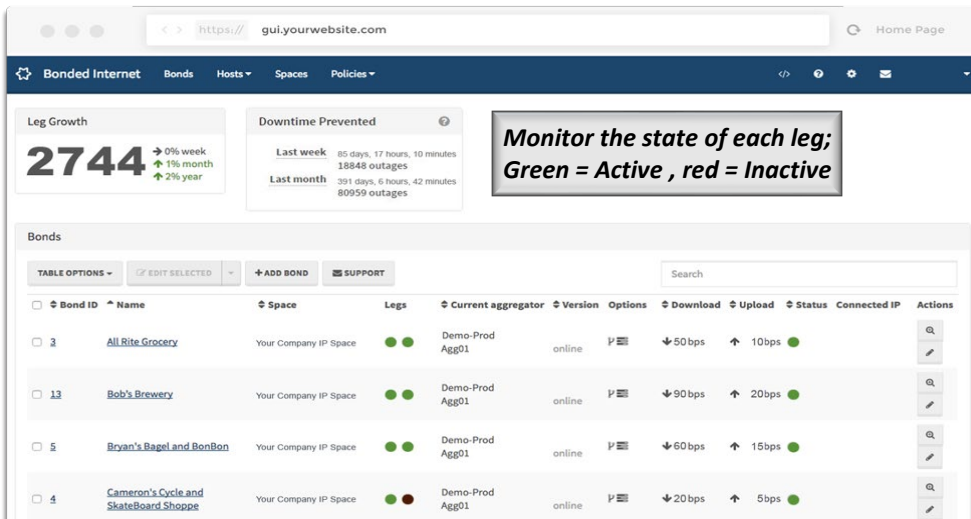 https:// gui.yourwebsite.com Home Page
Bonded Internet Bonds Hosts Spaces Policies
Leg Growth
2744
0% week
1% month
2% year
Downtime Prevented
Last week 85 days, 17 hours, 10 minutes
18848 outages
Last month 391 days, 6 hours, 42 minutes
80959 outages
Monitor the state of each leg;
Green = Active , red = Inactive
Bonds
TABLE OPTIONS EDIT SELECTED + ADD BOND SUPPORT Search
Bond ID Name Space Legs Current aggregator Version Options Download Upload Status Connected IP Actions
3 All Rite Grocery Your Company IP Space Demo-Prod
Agg01 online 50bps 10bps
13 Bob's Brewery Your Company IP Space Demo-Prod
Agg01 online 90bps 20bps
5 Bryan's Bagel and BonBon Your Company IP Space Demo-Prod
Agg01 online 60bps 15bps
4 Cameron's Cycle and
SkateBoard Shoppe Your Company IP Space Demo-Prod
Agg01 online 20bps 5bps